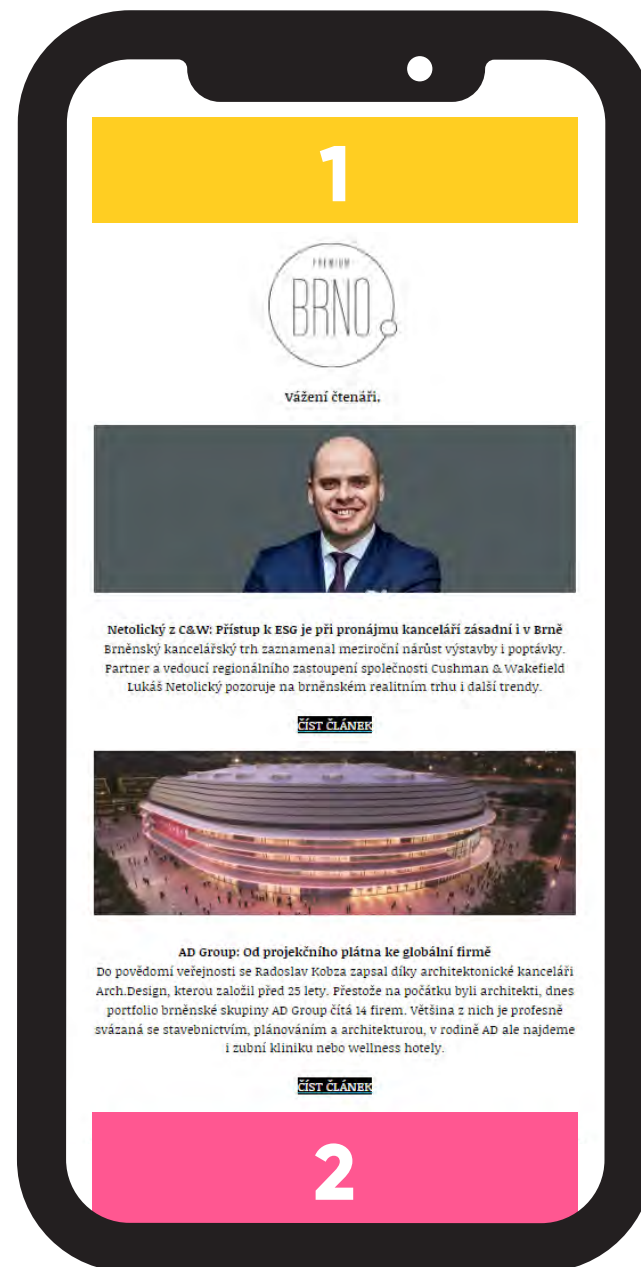 1
PREMIUM
BRNO
Vážení čtenáři,
Netolický z C&W: Přístup k ESG je při pronájmu kanceláří zásadní i v Brně
Brněnský kancelářský trh zaznamenal meziroční nárůst výstavby i poptávky.
Partner a vedoucí regionálního zastoupení společnosti Cushman & Wakefield
Lukáš Netolický pozoruje na brněnském realitním trhu i další trendy.
ČÍST ČLÁNEK
AD Group: Od projekčního plátna ke globální firmě
Do povědomí veřejnosti se Radoslav Kobza zapsal díky architektonické kanceláři
Arch.Design, kterou založil před 25 lety. Přestože na počátku byli architekti, dnes
portfolio brněnské skupiny AD Group čítá 14 firem. Většina z nich je profesně
svázaná se stavebnictvím, plánováním a architekturou, v rodině AD ale najdeme
i zubní kliniku nebo wellness hotely.
ČÍST ČLÁNEK
2